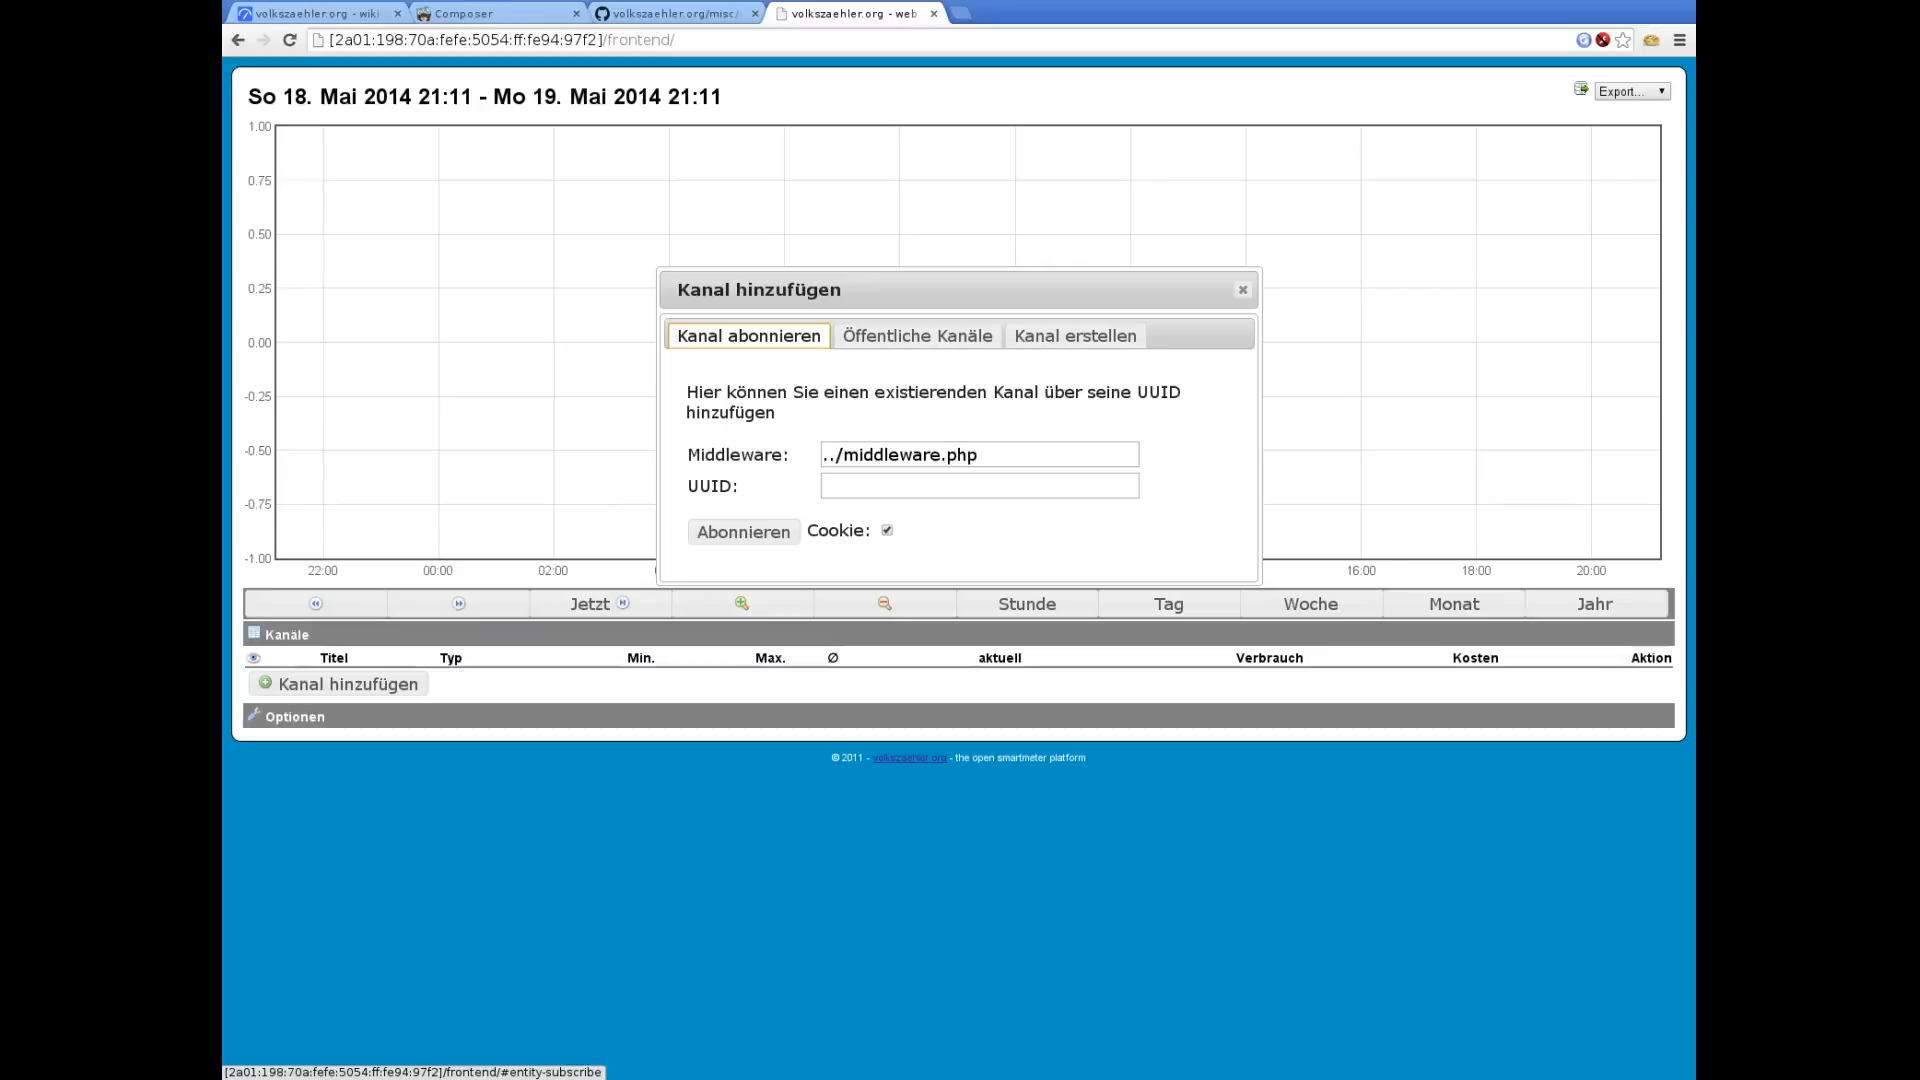 volkszaehler.org - wiki
Composer
volkszaehler.org/misc/
volkszaehler.org - web
[2a01:198:70a:fefe:5054:ff:fe94:97f2]/frontend/
So 18. Mai 2014 21:11 - Mo 19. Mai 2014 21:11
Export...
1.00
0.75
0.50
0.25
0.00
-0.25
-0.50
-0.75
-1.00
22:00 00:00 02:00 16:00 18:00 20:00
Kanal hinzufügen
Kanal abonnieren Öffentliche Kanäle Kanal erstellen
Hier können Sie einen existierenden Kanal über seine UUID
hinzufügen
Middleware: ../middleware.php
UUID:
Abonnieren Cookie:
Jetzt Stunde Tag Woche Monat Jahr
Kanäle
Titel Typ Min. Max. ∅ aktuell Verbrauch Kosten Aktion
Kanal hinzufügen
Optionen
© 2011 - volkszaehler.org - the open smartmeter platform
[2a01:198:70a:fefe:5054:ff:fe94:97f2]/frontend/#entity-subscribe